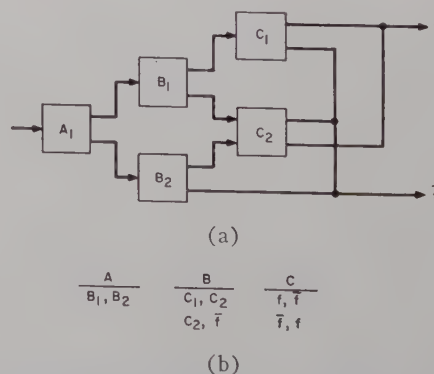 C1
B1
A1
C2
B2
(a)
A B C
B1, B2 C1, C2 f, f̄
C2, f̄ f̄, f
(b)